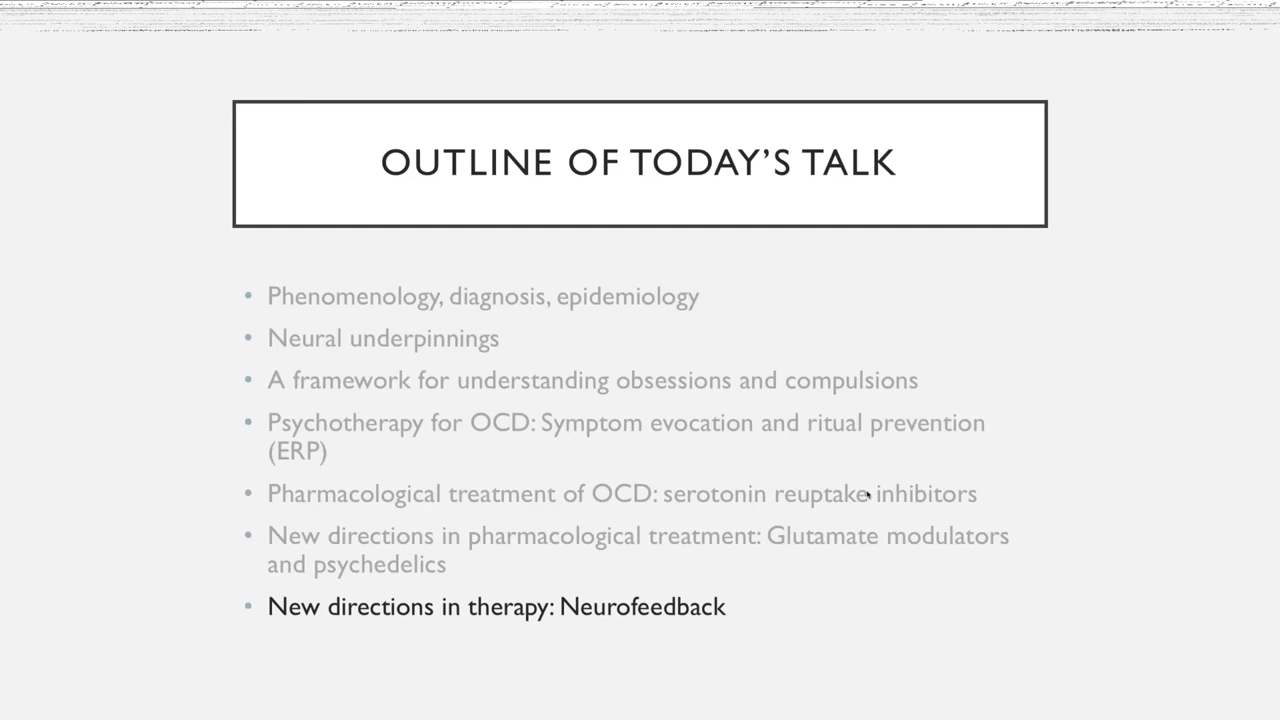 OUTLINE OF TODAY’S TALK
• Phenomenology, diagnosis, epidemiology
• Neural underpinnings
• A framework for understanding obsessions and compulsions
• Psychotherapy for OCD: Symptom evocation and ritual prevention
(ERP)
• Pharmacological treatment of OCD: serotonin reuptake inhibitors
• New directions in pharmacological treatment: Glutamate modulators
and psychedelics
• New directions in therapy: Neurofeedback